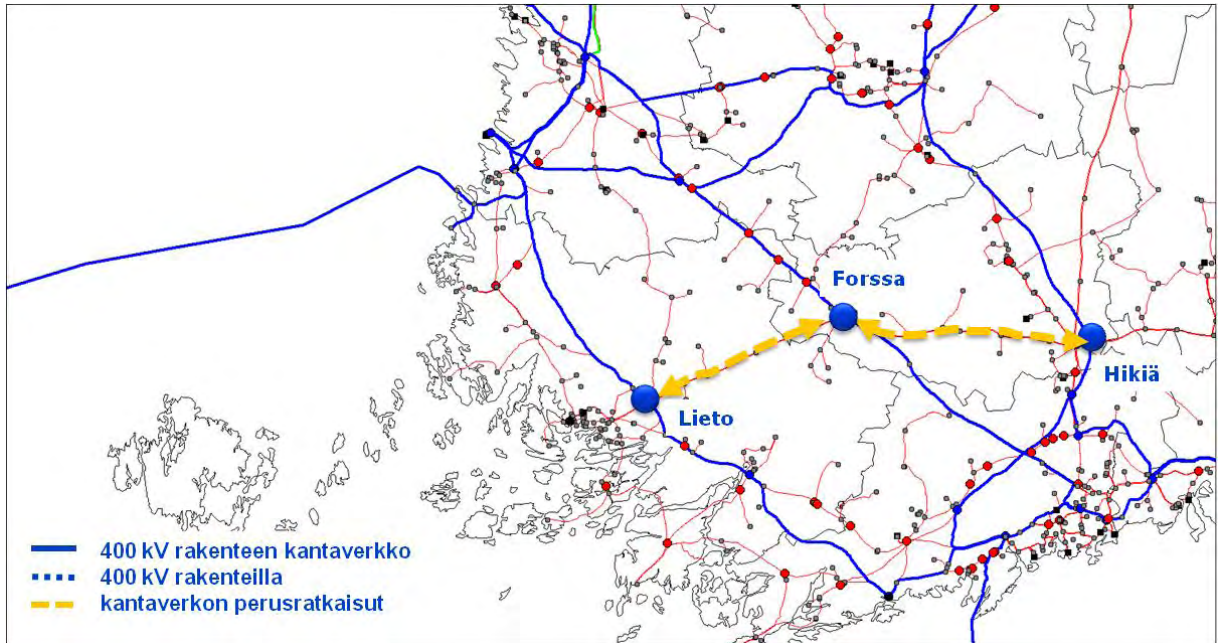 Forssa
Hikiä
Lieto
400 kV rakenteen kantaverkko
400 kV rakenteilla
kantaverkon perusratkaisut